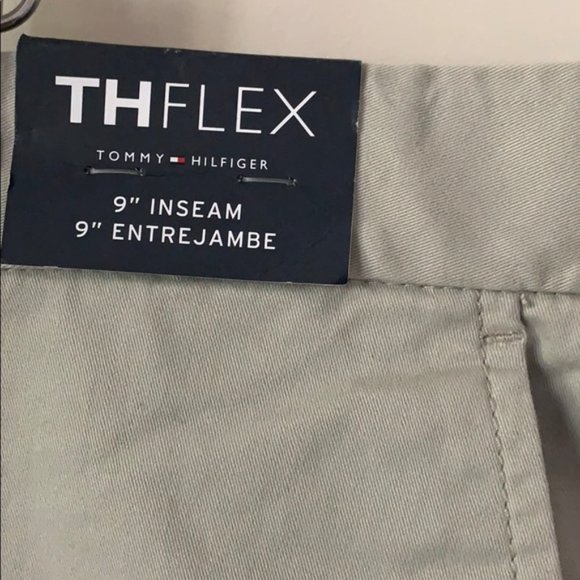 THFLEX
TOMMY HILFIGER
9" INSEAM
9" ENTREJAMBE